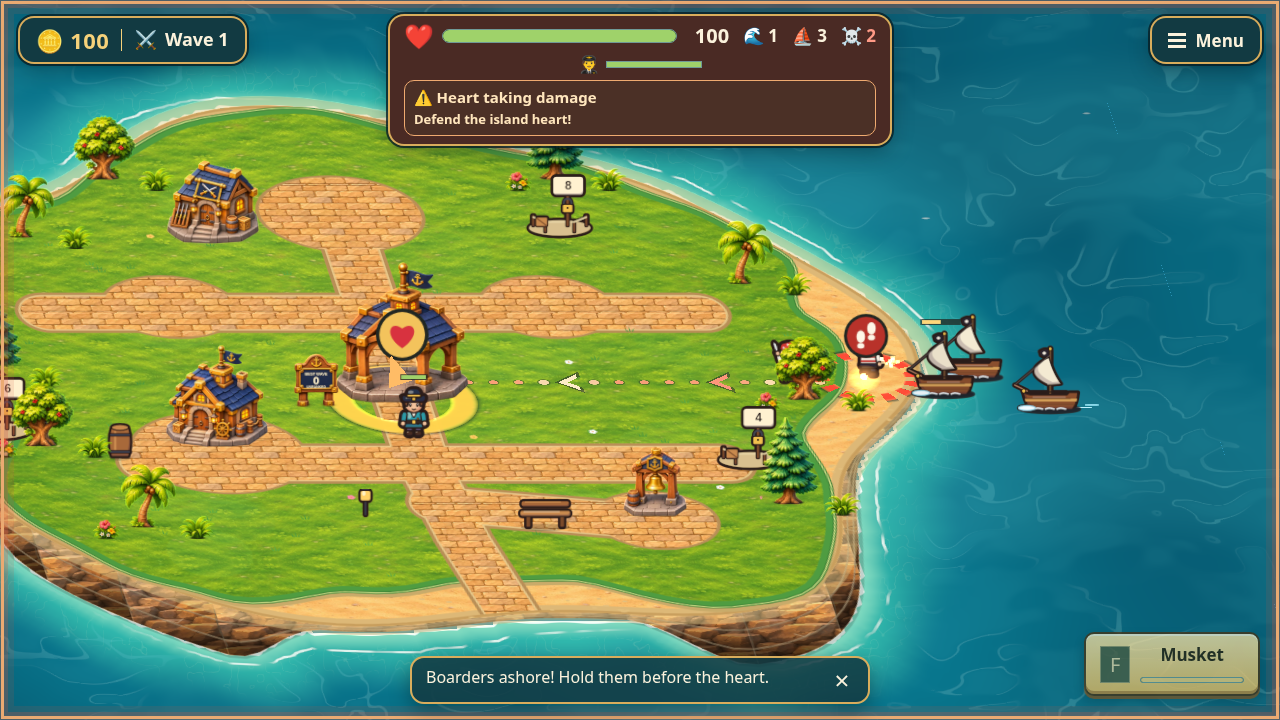 100
Wave 1
100
1
3
2
Menu
Heart taking damage
Defend the island heart!
8
6
0
4
F
Musket
Boarders ashore! Hold them before the heart.